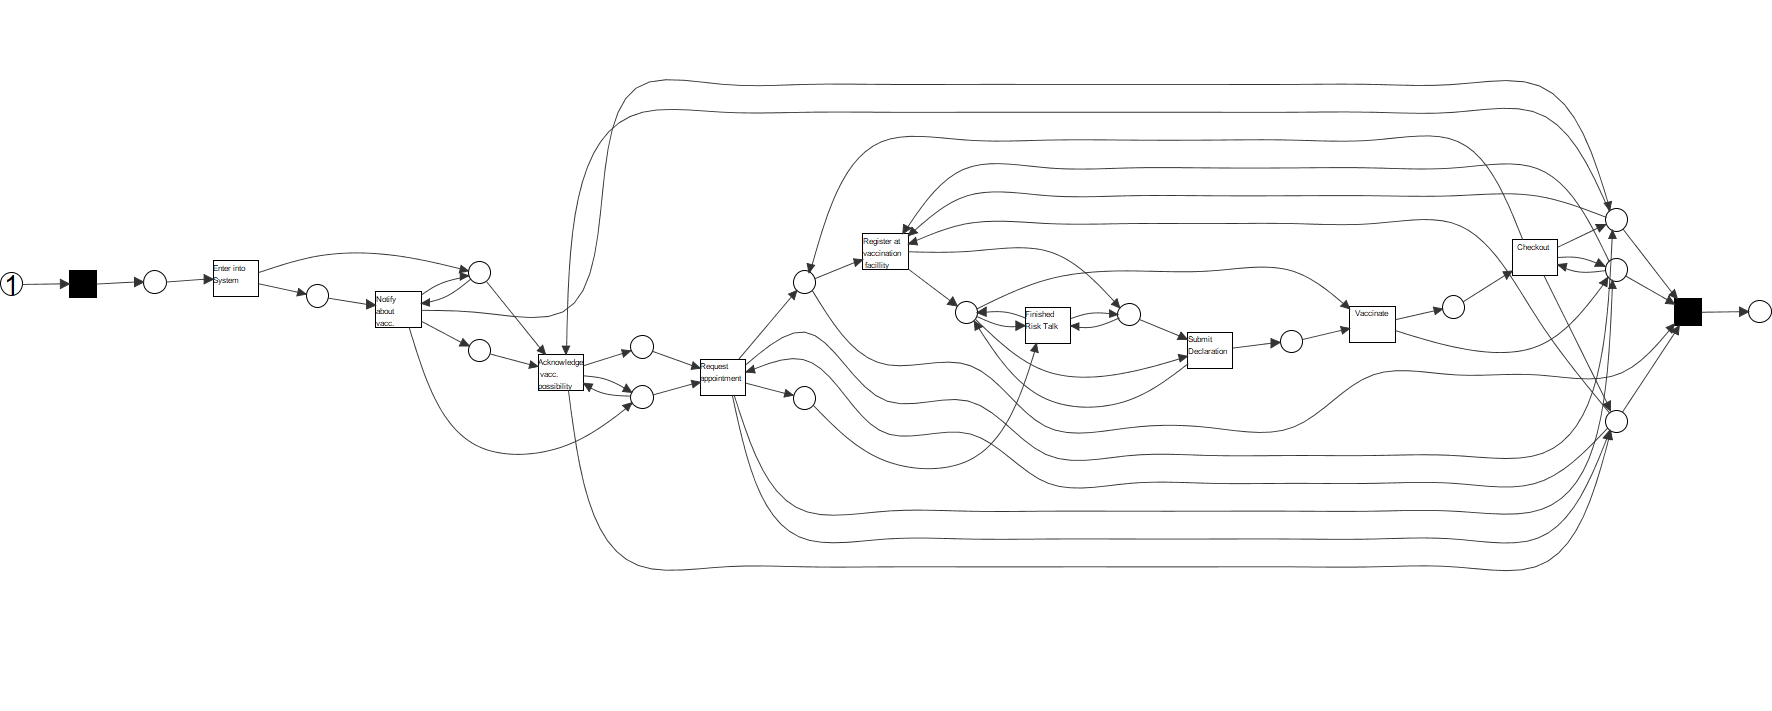 1
Enter into
System
Notify
about
vacc.
Acknowledge
vacc.
possibility
Request
appointment
Register at
vaccination
facillity
Finished
Risk Talk
Submit
Declaration
Vaccinate
Checkout